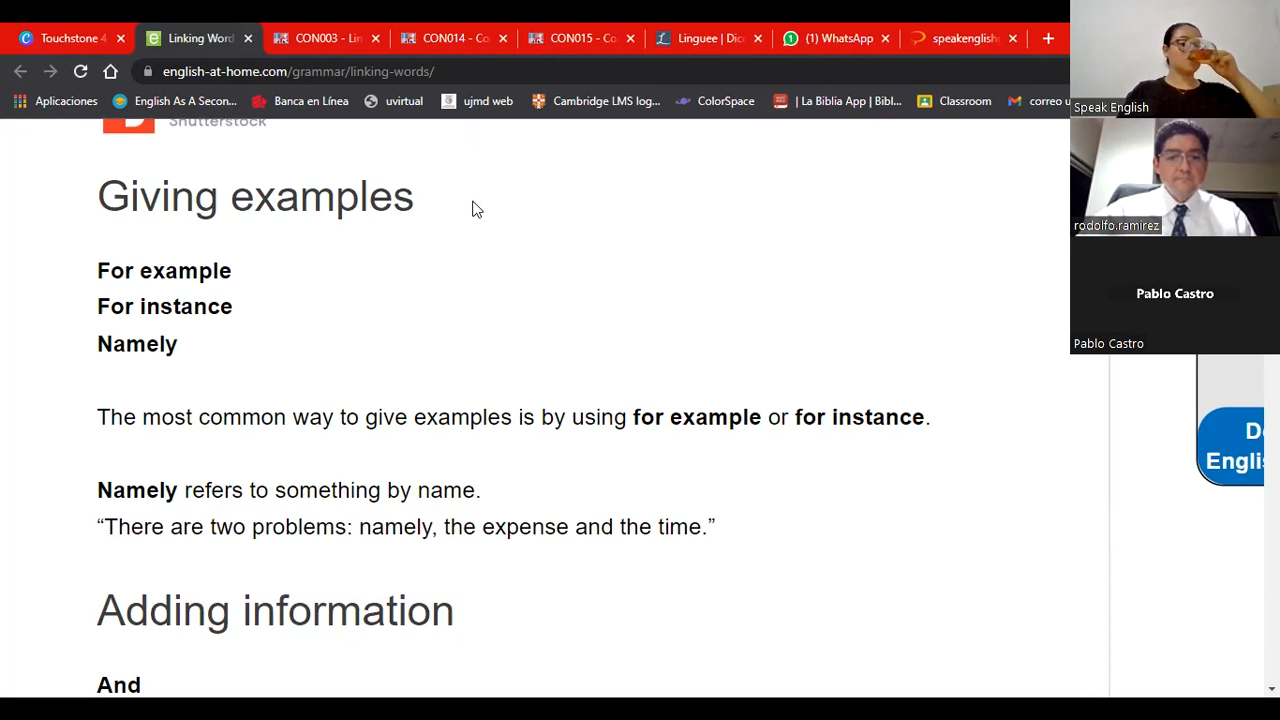 Touchstone 4
Linking Word
CON003 - Lin
CON014 - Co
CON015 - Co
Linguee | Dicc
(1) WhatsApp
speakenglish
english-at-home.com/grammar/linking-words/
Aplicaciones
English As A Secon...
Banca en Línea
uvirtual
ujmd web
Cambridge LMS log...
ColorSpace
| La Biblia App | Bibl...
Classroom
correo u
Shutterstock
Giving examples
For example
For instance
Namely
The most common way to give examples is by using for example or for instance.
Namely refers to something by name.
“There are two problems: namely, the expense and the time.”
Adding information
And
Speak English
rodolfo.ramirez
Pablo Castro
Pablo Castro
D
Engli